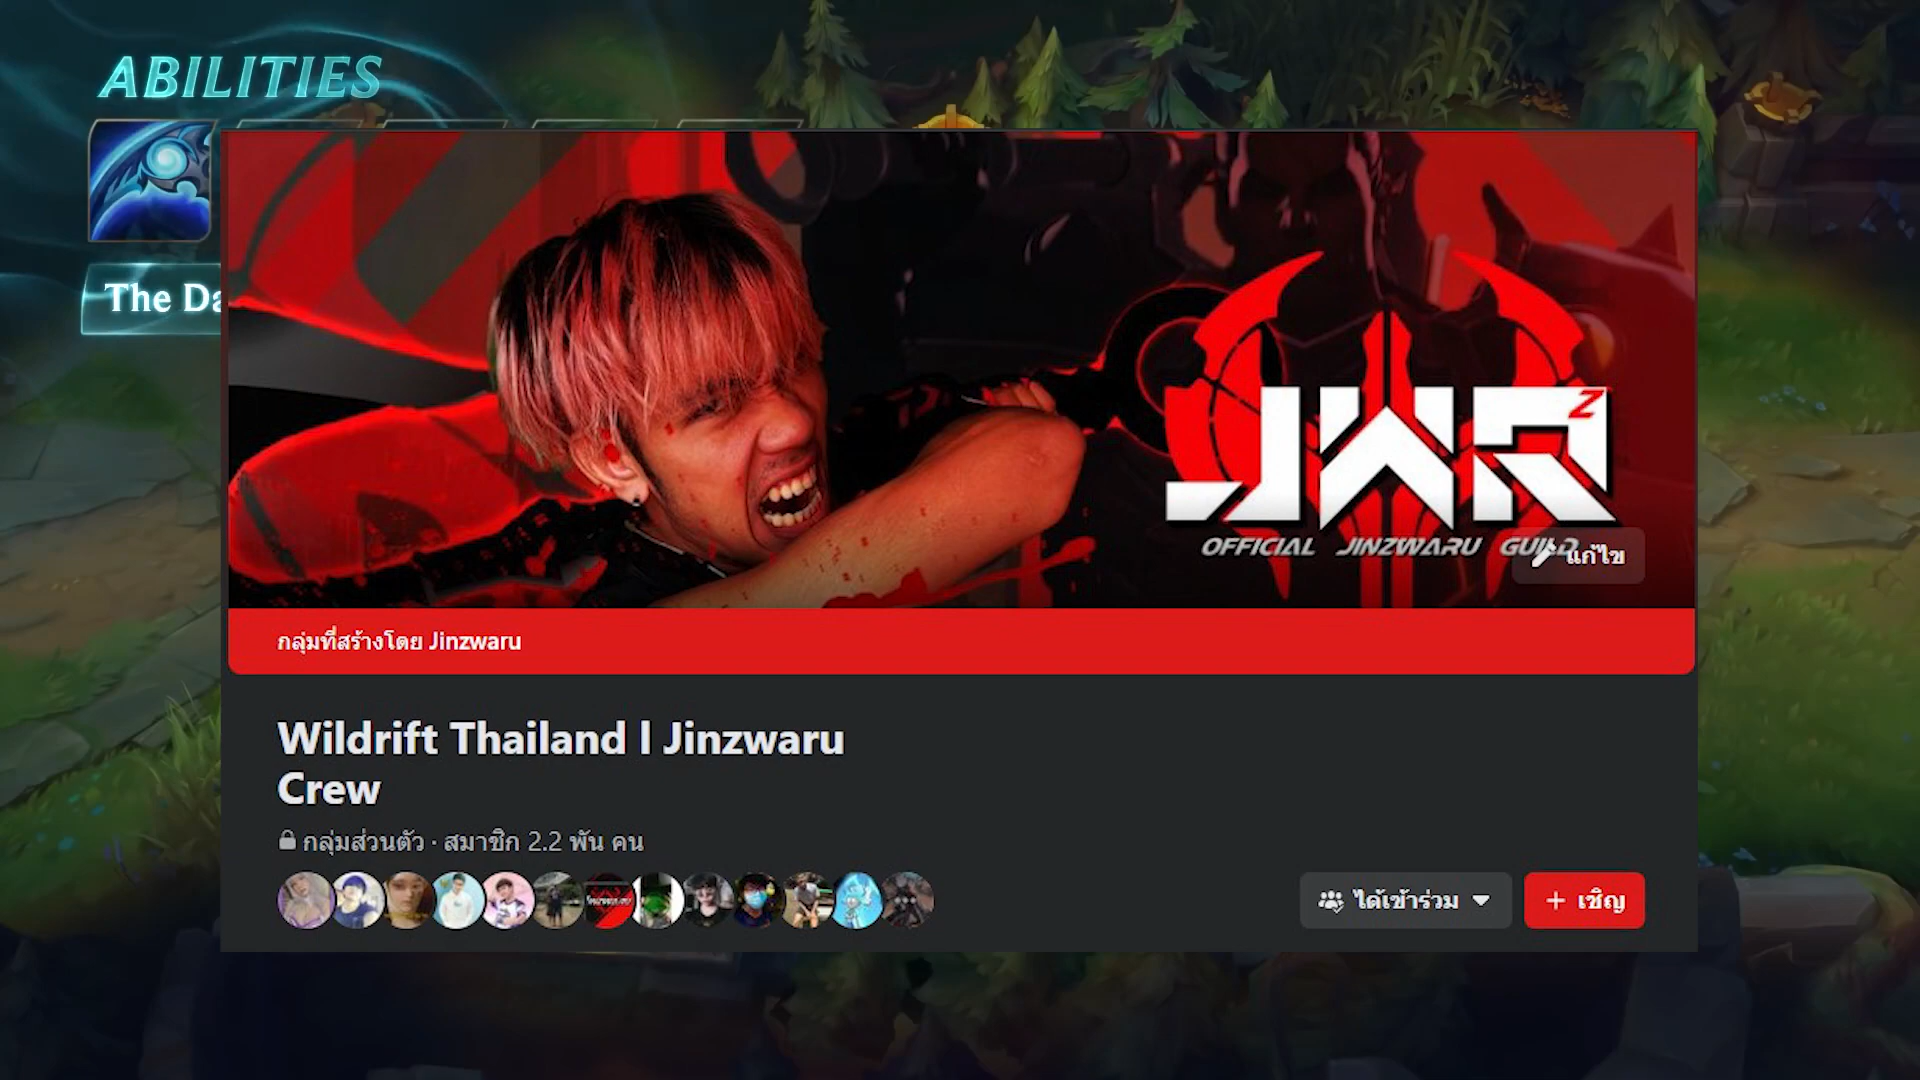 ABILITIES
The Da
JWRZ
OFFICIAL JINZWARU GUILD
แก้ไข
กลุ่มที่สร้างโดย Jinzwaru
Wildrift Thailand l Jinzwaru
Crew
กลุ่มส่วนตัว · สมาชิก 2.2 พัน คน
ได้เข้าร่วม
+ เชิญ